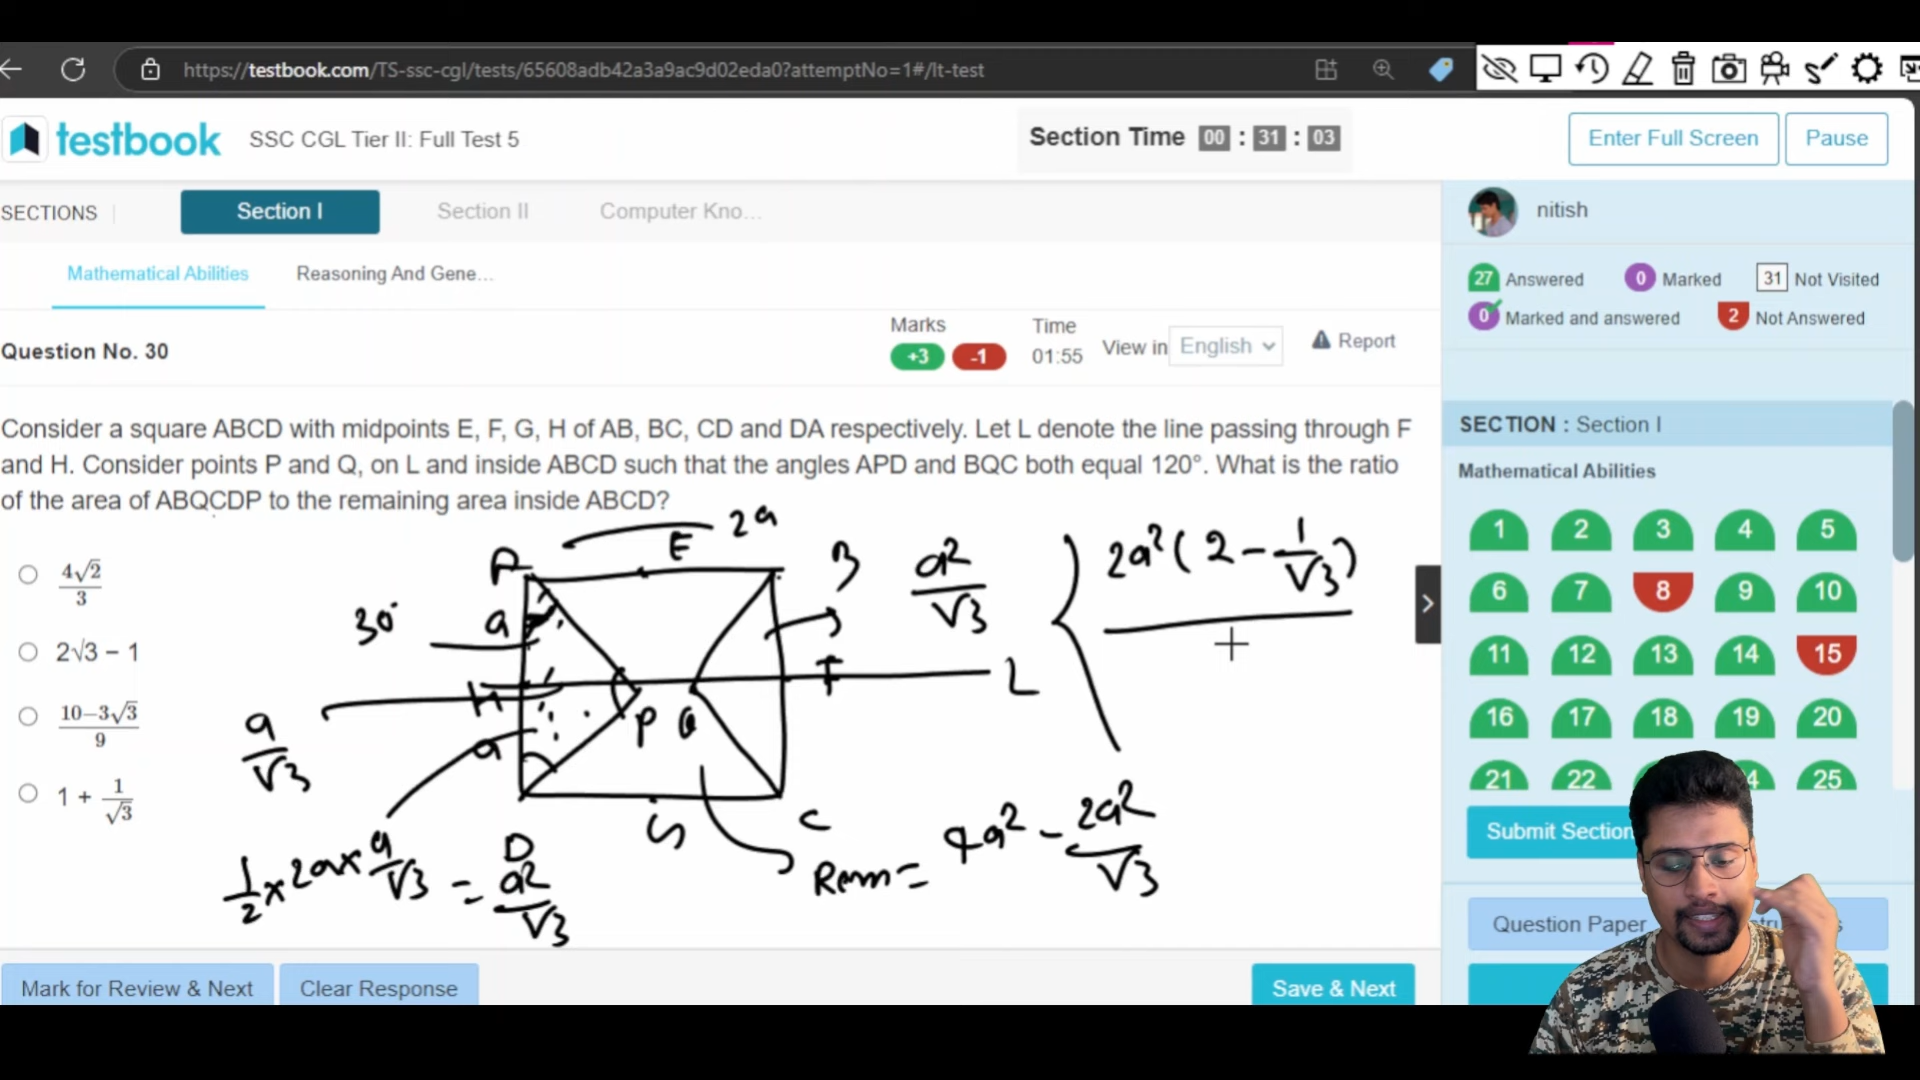 https://testbook.com/TS-ssc-cgl/tests/65608adb42a3a9ac9d02eda0?attemptNo=1#/lt-test
testbook
SSC CGL Tier II: Full Test 5
Section Time 00 : 31 : 03
Enter Full Screen
Pause
SECTIONS
Section I
Section II
Computer Kno...
nitish
Mathematical Abilities
Reasoning And Gene...
27 Answered
0 Marked
31 Not Visited
0 Marked and answered
2 Not Answered
Question No. 30
Marks
+3 -1
Time
01:55
View in English
Report
Consider a square ABCD with midpoints E, F, G, H of AB, BC, CD and DA respectively. Let L denote the line passing through F
and H. Consider points P and Q, on L and inside ABCD such that the angles APD and BQC both equal 120°. What is the ratio
of the area of ABQCDP to the remaining area inside ABCD?
4√2/3
2√3 − 1
10−3√3/9
1 + 1/√3
2a
A
E
B
30°
a
H
a
P
Q
F
L
D
G
C
a/√3
a²/√3
2a²(2 - 1/√3)
1/2 x 2a x a/√3 = a²/√3
Rem = 4a² - 2a²/√3
SECTION : Section I
Mathematical Abilities
1 2 3 4 5
6 7 8 9 10
11 12 13 14 15
16 17 18 19 20
21 22 4 25
Submit Section
Question Paper
Mark for Review & Next
Clear Response
Save & Next